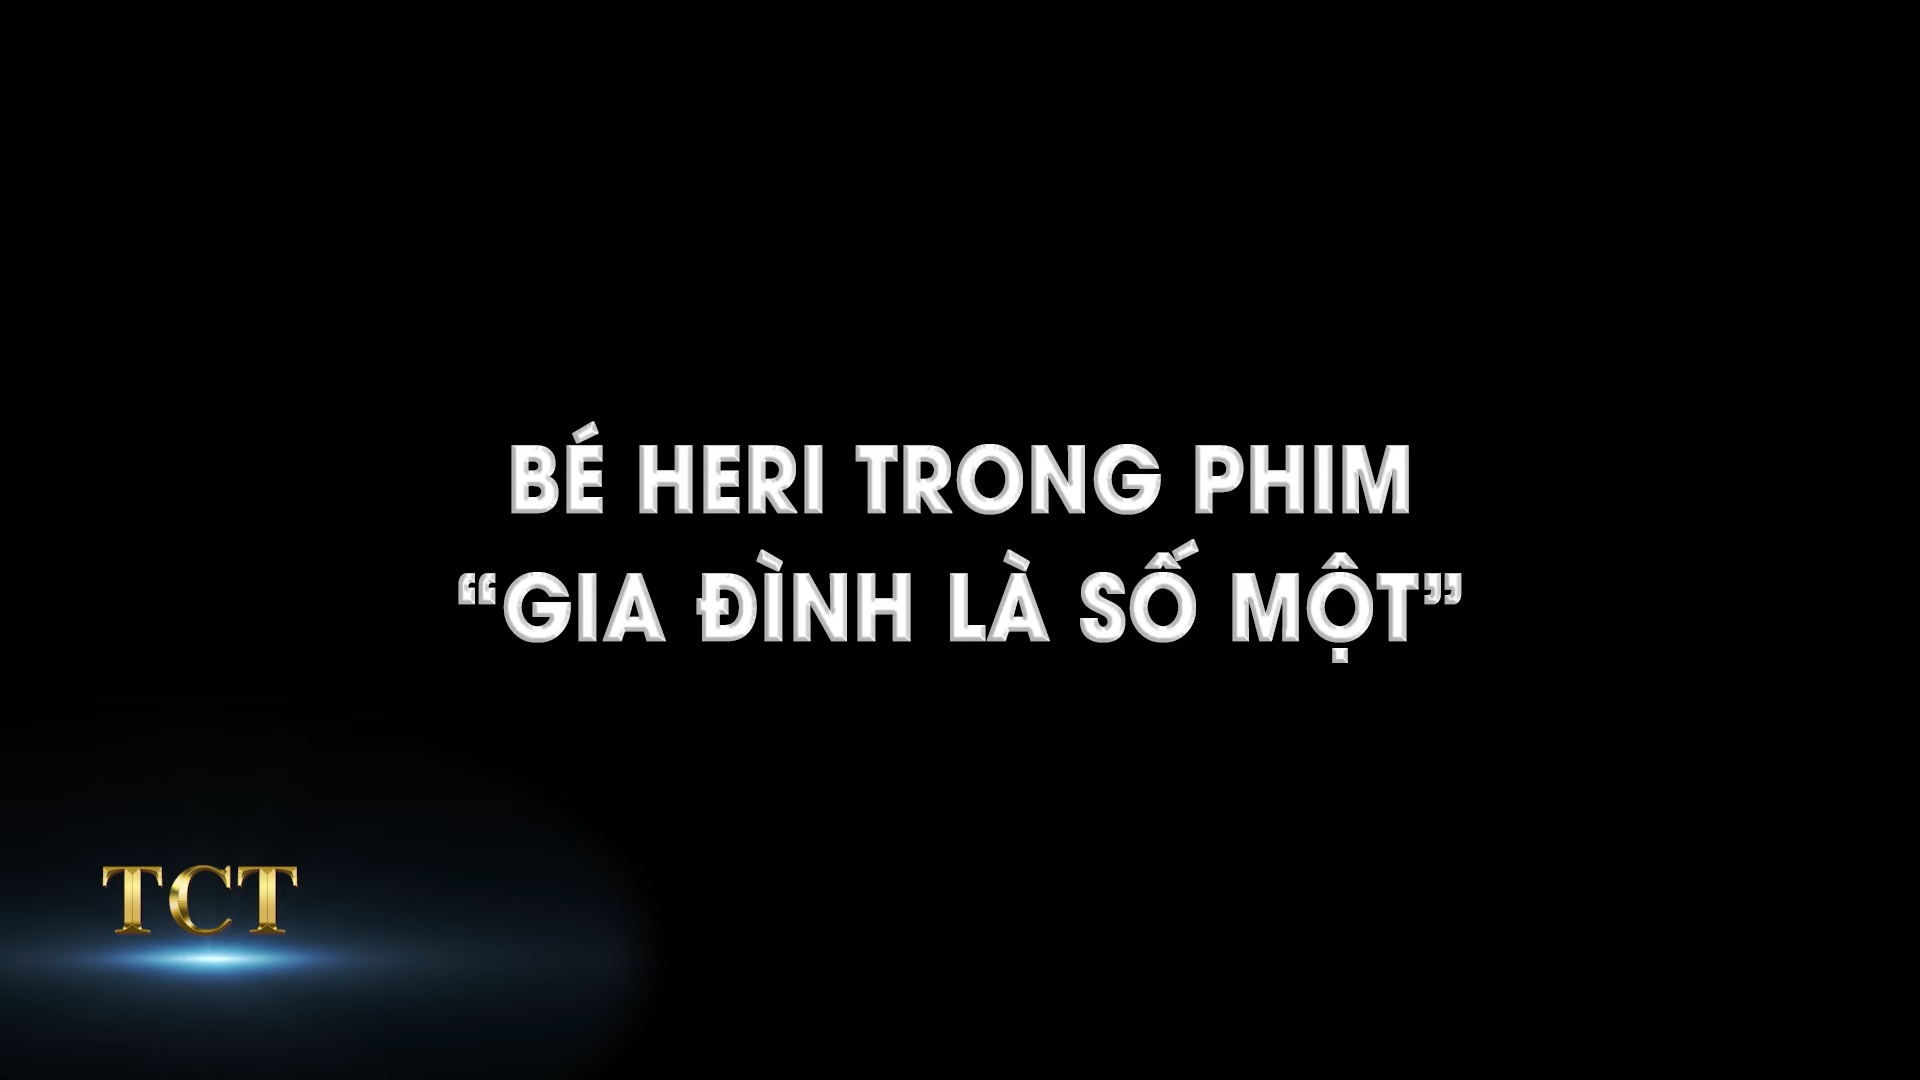 BÉ HERI TRONG PHIM
“GIA ĐÌNH LÀ SỐ MỘT”
TCT